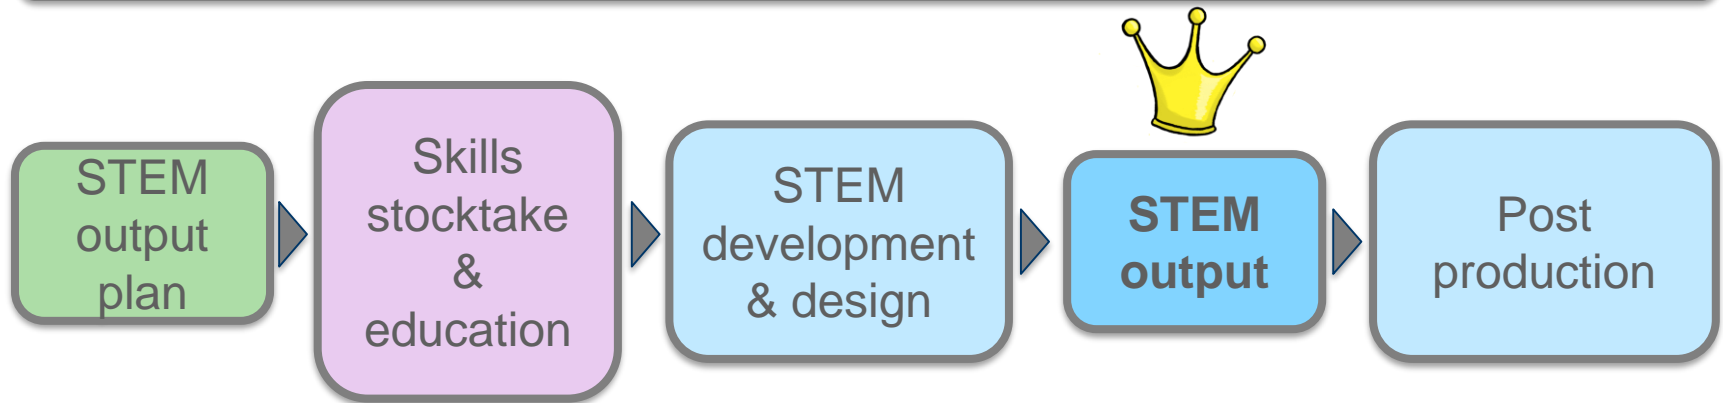 STEM
output
plan
Skills
stocktake
&
education
STEM
development
& design
STEM
output
Post
production